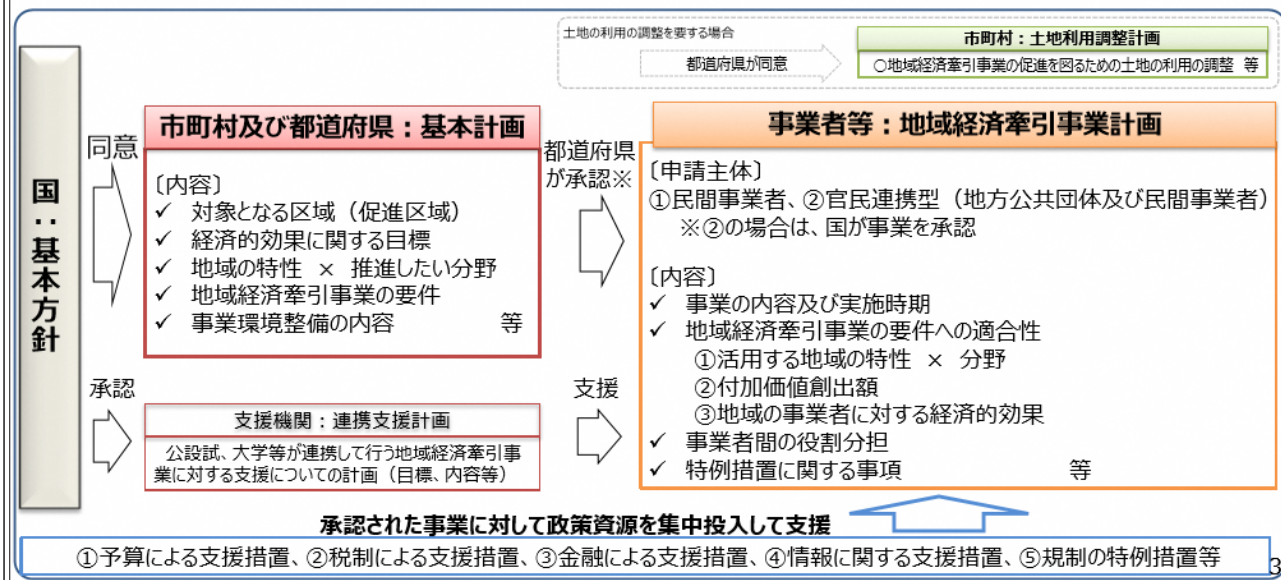 土地の利用の調整を要する場合
都道府県が同意
市町村：土地利用調整計画
○地域経済牽引事業の促進を図るための土地の利用の調整 等
国：基本方針
同意
市町村及び都道府県：基本計画
〔内容〕
✓ 対象となる区域（促進区域）
✓ 経済的効果に関する目標
✓ 地域の特性 × 推進したい分野
✓ 地域経済牽引事業の要件
✓ 事業環境整備の内容 等
都道府県
が承認※
事業者等：地域経済牽引事業計画
〔申請主体〕
①民間事業者、②官民連携型（地方公共団体及び民間事業者）
※②の場合は、国が事業を承認
〔内容〕
✓ 事業の内容及び実施時期
✓ 地域経済牽引事業の要件への適合性
①活用する地域の特性 × 分野
②付加価値創出額
③地域の事業者に対する経済的効果
✓ 事業者間の役割分担
✓ 特例措置に関する事項 等
承認
支援機関：連携支援計画
公設試、大学等が連携して行う地域経済牽引事
業に対する支援についての計画（目標、内容等）
支援
承認された事業に対して政策資源を集中投入して支援
①予算による支援措置、②税制による支援措置、③金融による支援措置、④情報に関する支援措置、⑤規制の特例措置等
3